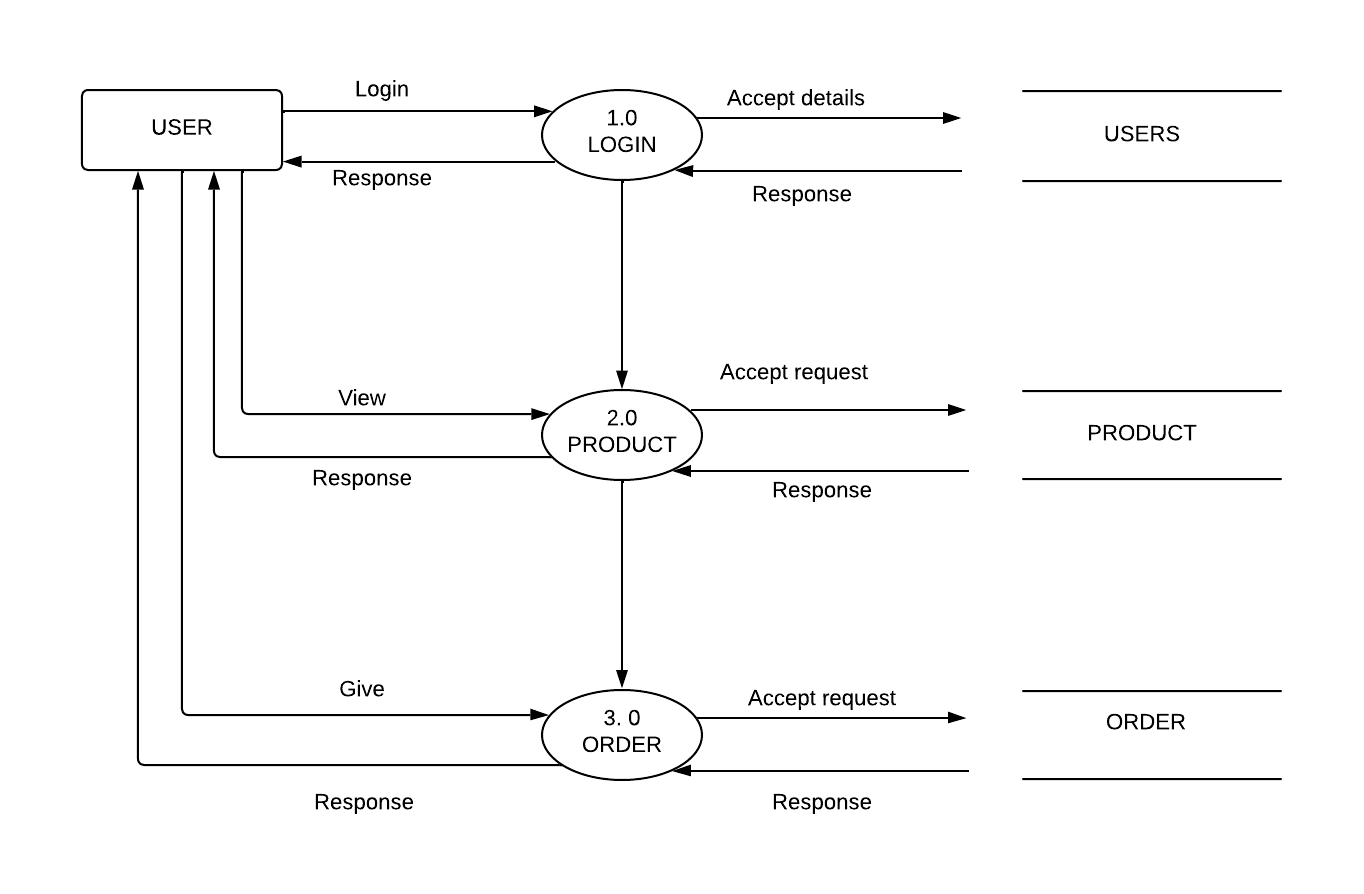 Login
Accept details
USER
1.0
LOGIN
USERS
Response
Response
View
Accept request
2.0
PRODUCT
PRODUCT
Response
Response
Give
Accept request
3. 0
ORDER
ORDER
Response
Response